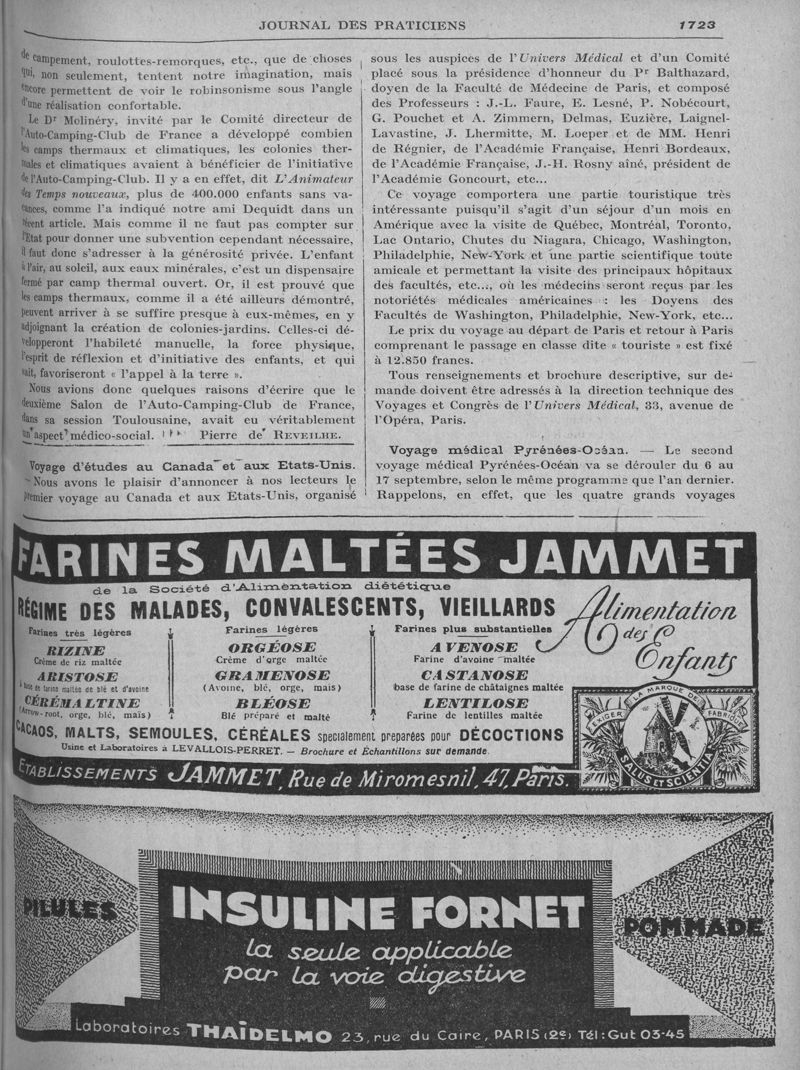 JOURNAL DES PRATICIENS 1723
de campement, roulottes-remorques, etc., que de choses
qui, non seulement, tentent notre imagination, mais
encore permettent de voir le robinsonisme sous l'angle
d'une réalisation confortable.
Le Dr Molinéry, invité par le Comité directeur de
l'Auto-Camping-Club de France a développé combien
les camps thermaux et climatiques, les colonies ther-
males et climatiques avaient à bénéficier de l'initiative
de l'Auto-Camping-Club. Il y a en effet, dit L'Animateur
des Temps nouveaux, plus de 400.000 enfants sans va-
cances, comme l'a indiqué notre ami Dequidt dans un
récent article. Mais comme il ne faut pas compter sur
l'Etat pour donner une subvention cependant nécessaire,
il faut donc s'adresser à la générosité privée. L'enfant
à l'air, au soleil, aux eaux minérales, c'est un dispensaire
fermé par camp thermal ouvert. Or, il est prouvé que
les camps thermaux, comme il a été ailleurs démontré,
peuvent arriver à se suffire presque à eux-mêmes, en y
adjoignant la création de colonies-jardins. Celles-ci dé-
velopperont l'habileté manuelle, la force physique,
l'esprit de réflexion et d'initiative des enfants, et qui
sait, favoriseront « l'appel à la terre ».
Nous avions donc quelques raisons d'écrire que le
deuxième Salon de l'Auto-Camping-Club de France,
dans sa session Toulousaine, avait eu véritablement
un aspect médico-social. Pierre de REVEILHE.
Voyage d'études au Canada et aux Etats-Unis.
— Nous avons le plaisir d'annoncer à nos lecteurs le
premier voyage au Canada et aux Etats-Unis, organisé
sous les auspices de l'Univers Médical et d'un Comité
placé sous la présidence d'honneur du Pr Balthazard,
doyen de la Faculté de Médecine de Paris, et composé
des Professeurs : J.-L. Faure, E. Lesné, P. Nobécourt,
G. Pouchet et A. Zimmern, Delmas, Euzière, Laignel-
Lavastine, J. Lhermitte, M. Loeper et de MM. Henri
de Régnier, de l'Académie Française, Henri Bordeaux,
de l'Académie Française, J.-H. Rosny aîné, président de
l'Académie Goncourt, etc...
Ce voyage comportera une partie touristique très
intéressante puisqu'il s'agit d'un séjour d'un mois en
Amérique avec la visite de Québec, Montréal, Toronto,
Lac Ontario, Chutes du Niagara, Chicago, Washington,
Philadelphie, New-York et une partie scientifique toute
amicale et permettant la visite des principaux hôpitaux
des facultés, etc..., où les médecins seront reçus par les
notoriétés médicales américaines : les Doyens des
Facultés de Washington, Philadelphie, New-York, etc...
Le prix du voyage au départ de Paris et retour à Paris
comprenant le passage en classe dite « touriste » est fixé
à 12.850 francs.
Tous renseignements et brochure descriptive, sur de-
mande doivent être adressés à la direction technique des
Voyages et Congrès de l'Univers Médical, 33, avenue de
l'Opéra, Paris.
Voyage médical Pyrénées-Océan. — Le second
voyage médical Pyrénées-Océan va se dérouler du 6 au
17 septembre, selon le même programme que l'an dernier.
Rappelons, en effet, que les quatre grands voyages
FARINES MALTÉES JAMMET
de la Société d'Alimentation diététique
RÉGIME DES MALADES, CONVALESCENTS, VIEILLARDS
Alimentation
des
Enfants
Farines très légères
RIZINE
Crème de riz maltée
ARISTOSE
à base de farine maltée de blé et d'avoine
CÉRÉMALTINE
(Arrow-root, orge, blé, maïs)
Farines légères
ORGÉOSE
Crème d'orge maltée
GRAMENOSE
(Avoine, blé, orge, maïs)
BLÉOSE
Blé préparé et malté
Farines plus substantielles
AVENOSE
Farine d'avoine maltée
CASTANOSE
base de farine de châtaignes maltée
LENTILOSE
Farine de lentilles maltée
CACAOS, MALTS, SEMOULES, CÉRÉALES specialement preparées pour DÉCOCTIONS
Usine et Laboratoires à LEVALLOIS-PERRET. — Brochure et Échantillons sur demande.
ÉTABLISSEMENTS JAMMET, Rue de Miromesnil, 47, Paris.
EXIGER LA MARQUE DE FABRIQUE
SALUS ET SCIENTIA
PILULES
INSULINE FORNET
POMMADE
la seule applicable
par la voie digestive
Laboratoires THAÏDELMO 23, rue du Caire, PARIS (2e) Tél: Gut 03-45